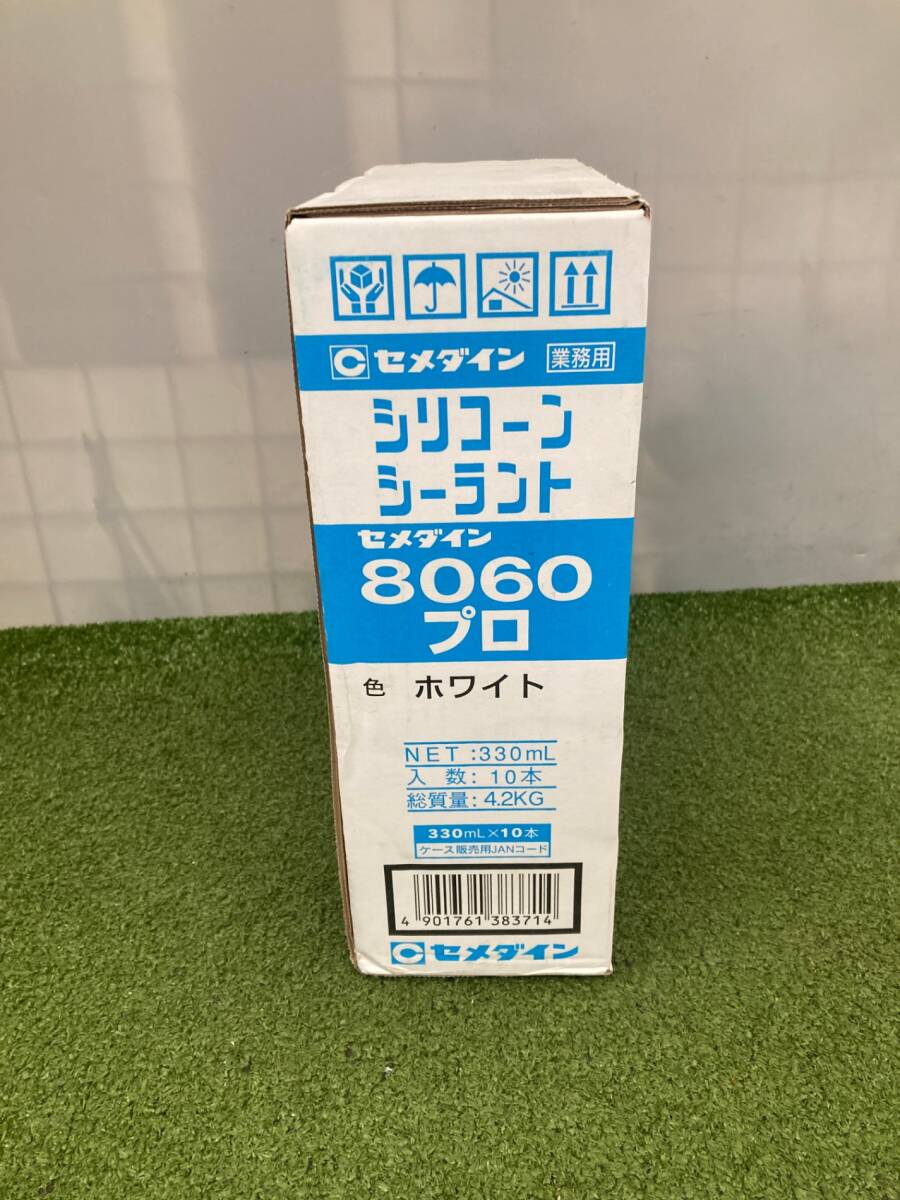 セメダイン 業務用
シリコーン
シーラント
セメダイン
8060
プロ
色 ホワイト
NET:330mL
入数:10本
総質量:4.2KG
330mL×10本
ケース販売用JANコード
4 901761 383714
セメダイン